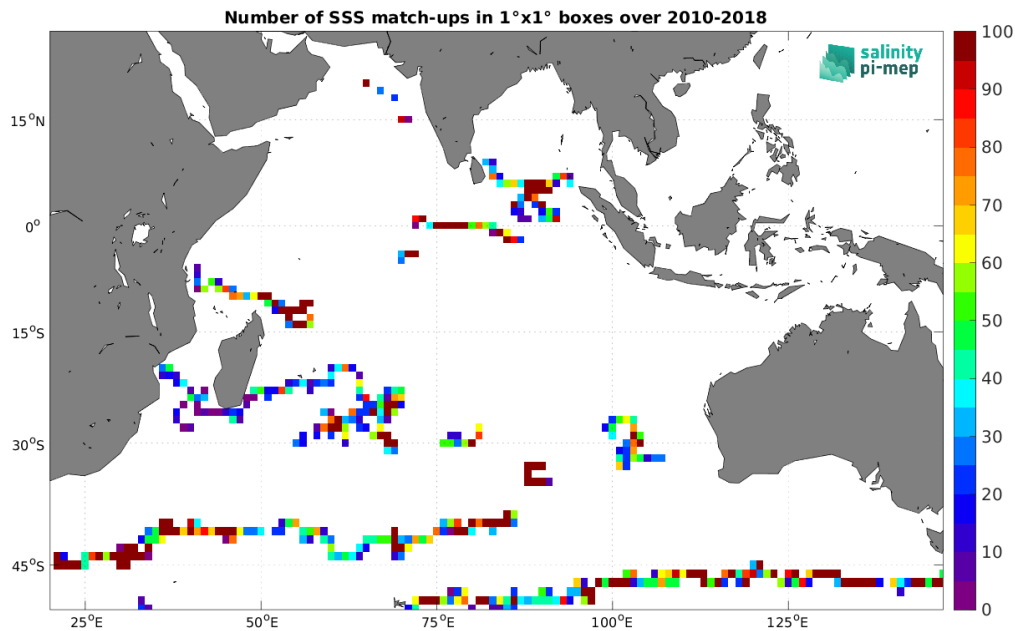 Number of SSS match-ups in 1°x1° boxes over 2010-2018
salinity
pi-mep
15°N
0°
15°S
30°S
45°S
25°E
50°E
75°E
100°E
125°E
100
90
80
70
60
50
40
30
20
10
0